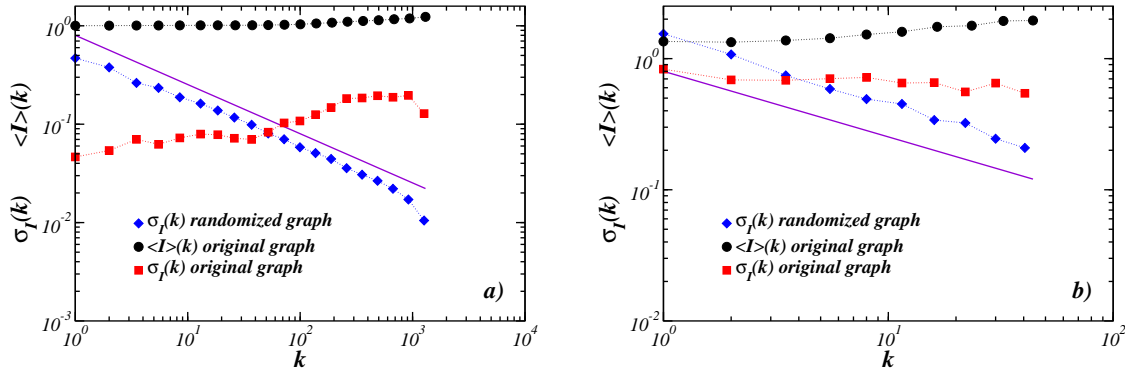 10^0
10^-1
10^-2
10^-3
σ_I(k) <I>(k)
σ_I(k) randomized graph
<I>(k) original graph
σ_I(k) original graph
a)
10^0 10^1 10^2 10^3 10^4
k
10^0
10^-1
10^-2
σ_I(k) <I>(k)
σ_I(k) randomized graph
<I>(k) original graph
σ_I(k) original graph
b)
10^0 10^1 10^2
k